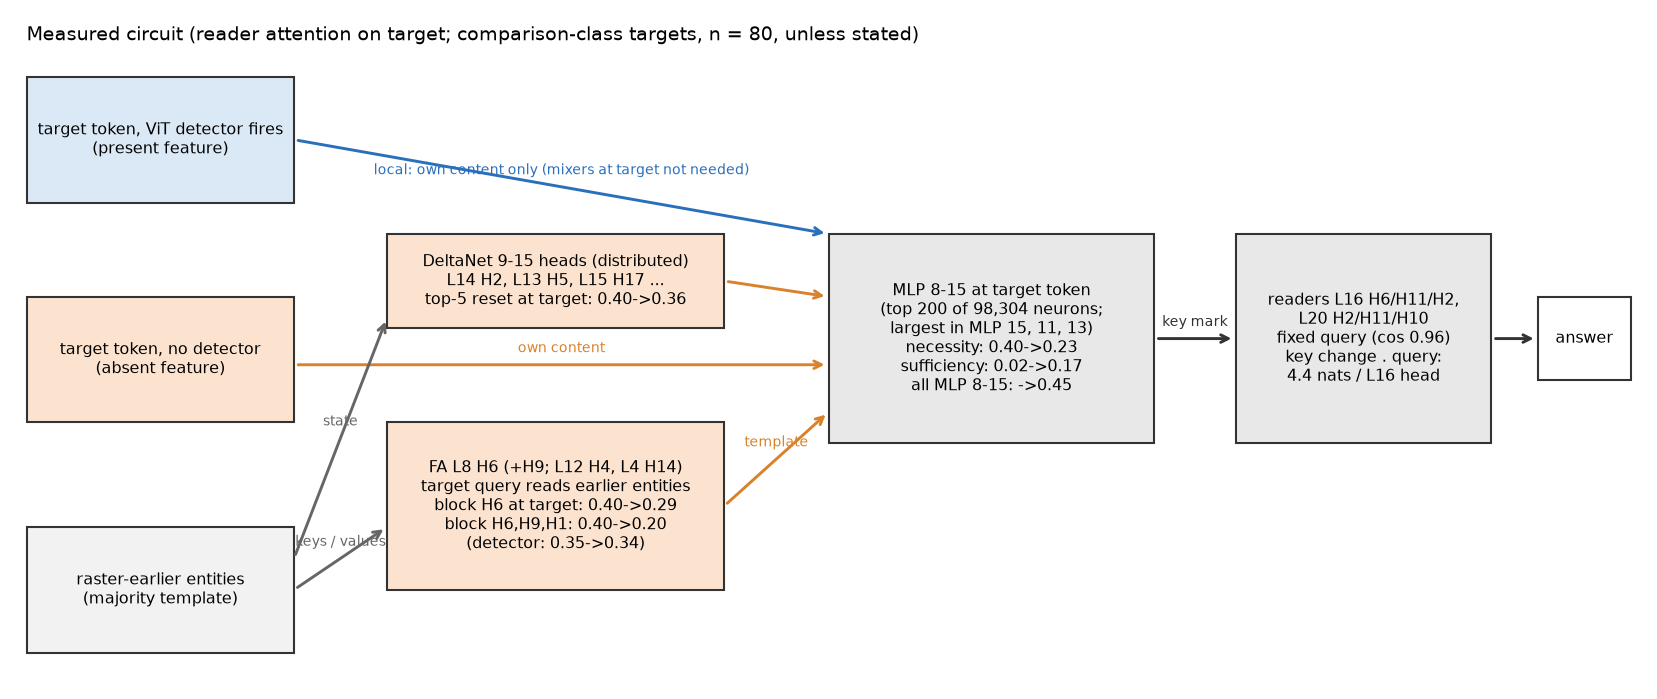 Measured circuit (reader attention on target; comparison-class targets, n = 80, unless stated)
target token, ViT detector fires
(present feature)
local: own content only (mixers at target not needed)
DeltaNet 9-15 heads (distributed)
L14 H2, L13 H5, L15 H17 ...
top-5 reset at target: 0.40->0.36
target token, no detector
(absent feature)
own content
state
FA L8 H6 (+H9; L12 H4, L4 H14)
target query reads earlier entities
block H6 at target: 0.40->0.29
block H6,H9,H1: 0.40->0.20
(detector: 0.35->0.34)
template
keys / values
raster-earlier entities
(majority template)
MLP 8-15 at target token
(top 200 of 98,304 neurons;
largest in MLP 15, 11, 13)
necessity: 0.40->0.23
sufficiency: 0.02->0.17
all MLP 8-15: ->0.45
key mark
readers L16 H6/H11/H2,
L20 H2/H11/H10
fixed query (cos 0.96)
key change . query:
4.4 nats / L16 head
answer